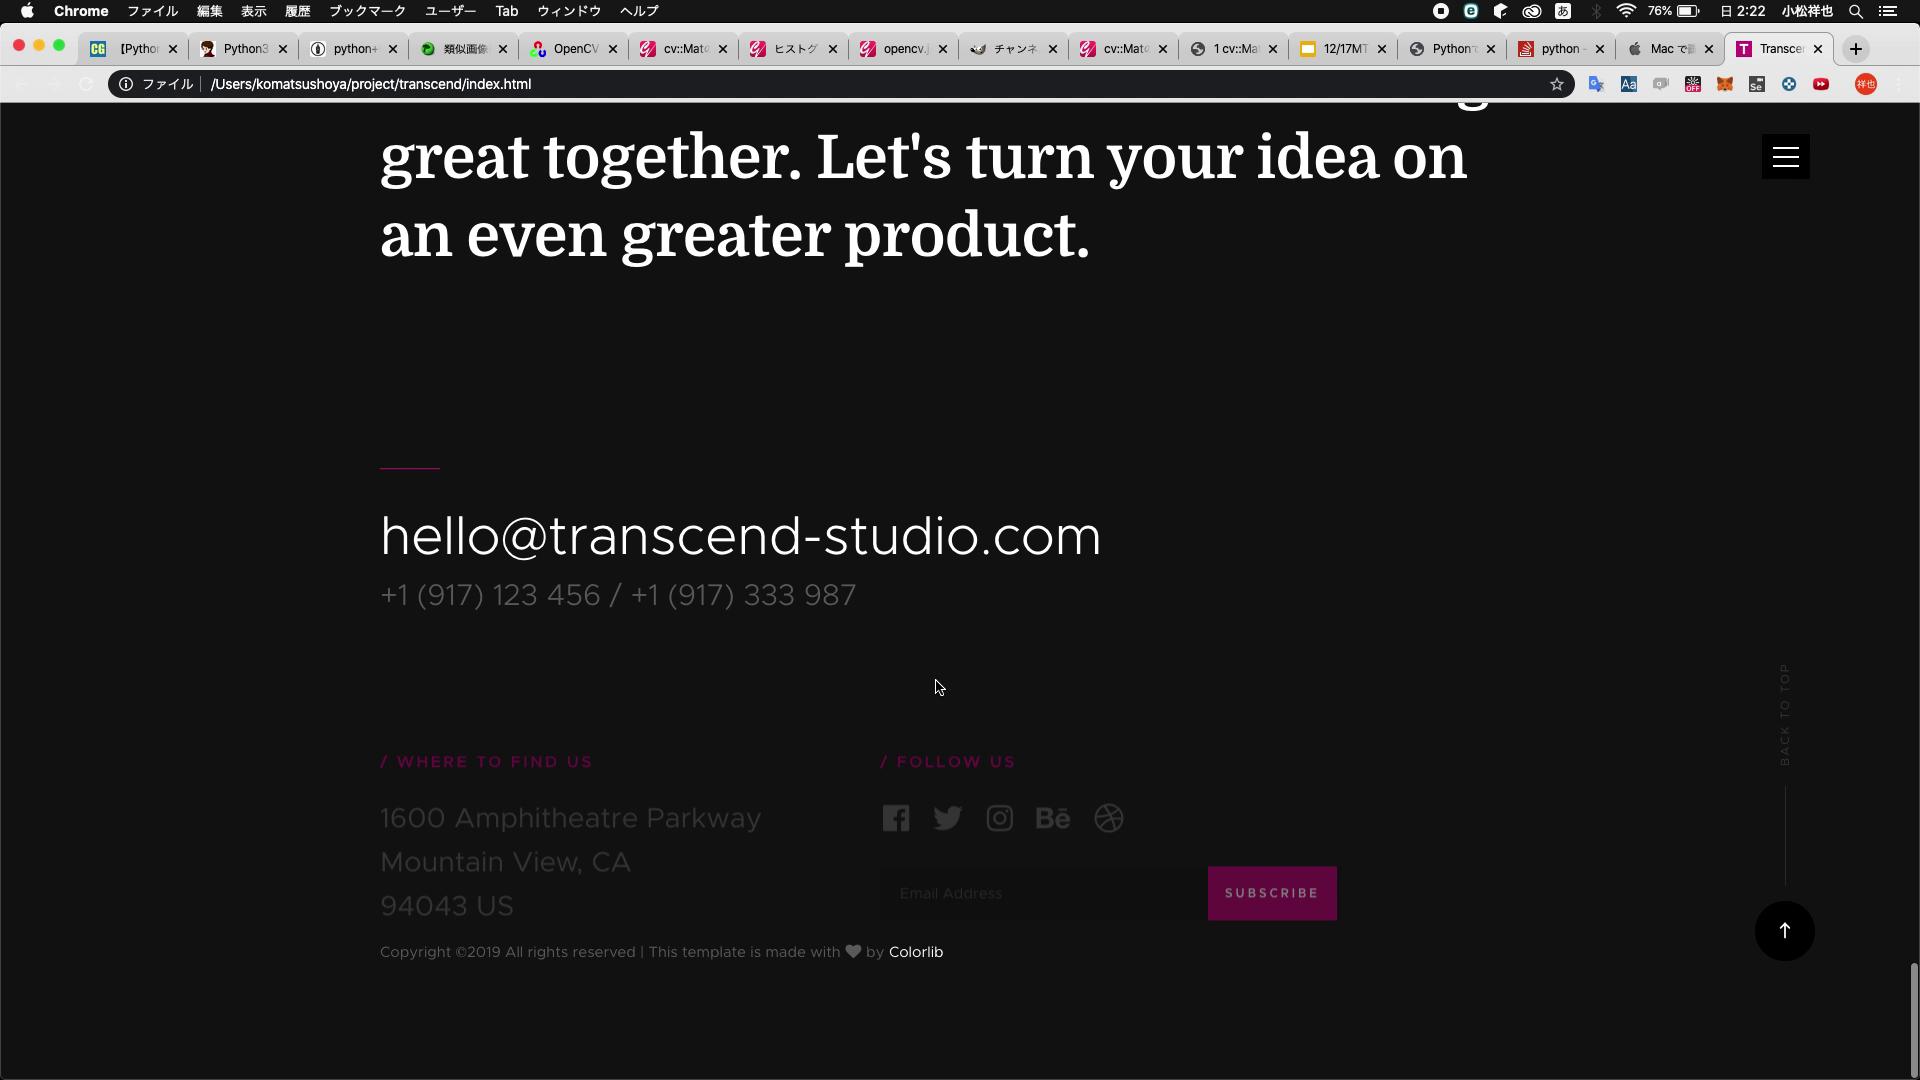 Chrome ファイル 編集 表示 履歴 ブックマーク ユーザー Tab ウィンドウ ヘルプ あ 76% 日 2:22 小松祥也
【Pytho Python3 python+ 類似画像 OpenCV cv::Mat ヒストグ opencv.j チャンネ cv::Mat 1 cv::Ma 12/17MT Python python - Mac で Transcen
ファイル /Users/komatsushoya/project/transcend/index.html 祥也
great together. Let's turn your idea on
an even greater product.
hello@transcend-studio.com
+1 (917) 123 456 / +1 (917) 333 987
BACK TO TOP
/ WHERE TO FIND US
1600 Amphitheatre Parkway
Mountain View, CA
94043 US
/ FOLLOW US
Bē
Email Address SUBSCRIBE
Copyright ©2019 All rights reserved | This template is made with ♥ by Colorlib